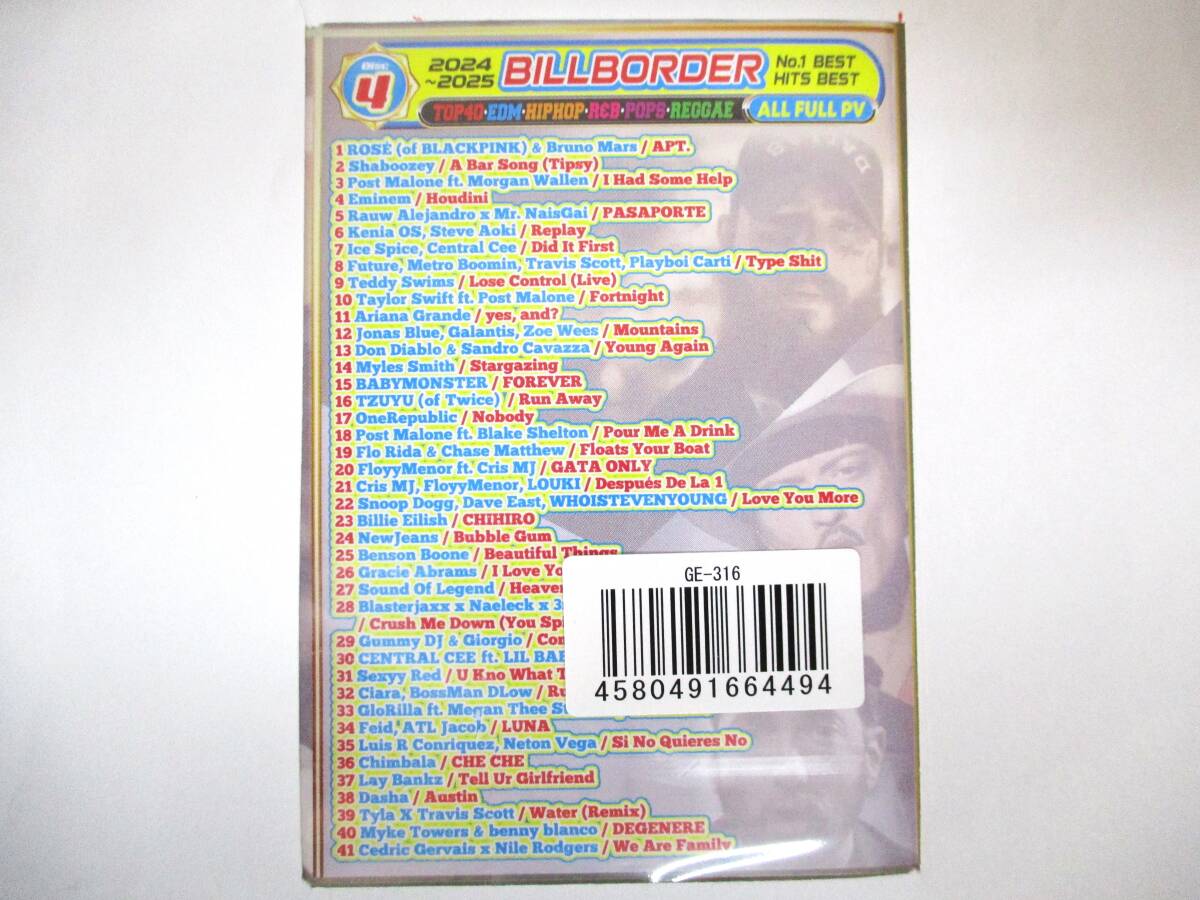 Disc 4
2024 ~2025
BILLBORDER
No.1 BEST
HITS BEST
TOP40・EDM・HIPHOP・R&B・POPS・REGGAE
ALL FULL PV
1 ROSÉ (of BLACKPINK) & Bruno Mars / APT.
2 Shaboozey / A Bar Song (Tipsy)
3 Post Malone ft. Morgan Wallen / I Had Some Help
4 Eminem / Houdini
5 Rauw Alejandro x Mr. NaisGai / PASAPORTE
6 Kenia OS, Steve Aoki / Replay
7 Ice Spice, Central Cee / Did It First
8 Future, Metro Boomin, Travis Scott, Playboi Carti / Type Shit
9 Teddy Swims / Lose Control (Live)
10 Taylor Swift ft. Post Malone / Fortnight
11 Ariana Grande / yes, and?
12 Jonas Blue, Galantis, Zoe Wees / Mountains
13 Don Diablo & Sandro Cavazza / Young Again
14 Myles Smith / Stargazing
15 BABYMONSTER / FOREVER
16 TZUYU (of Twice) / Run Away
17 OneRepublic / Nobody
18 Post Malone ft. Blake Shelton / Pour Me A Drink
19 Flo Rida & Chase Matthew / Floats Your Boat
20 FloyyMenor ft. Cris MJ / GATA ONLY
21 Cris MJ, FloyyMenor, LOUKI / Después De La 1
22 Snoop Dogg, Dave East, WHOISTEVENYOUNG / Love You More
23 Billie Eilish / CHIHIRO
24 NewJeans / Bubble Gum
25 Benson Boone / Beautiful Things
26 Gracie Abrams / I Love Yo
27 Sound Of Legend / Heaven
28 Blasterjaxx x Naeleck x 3
/ Crush Me Down (You Spi
29 Gummy DJ & Giorgio / Con
30 CENTRAL CEE ft. LIL BAB
31 Sexyy Red / U Kno What T
32 Ciara, BossMan DLow / Ru
33 GloRilla ft. Megan Thee St
34 Feid, ATL Jacob / LUNA
35 Luis R Conriquez, Neton Vega / Si No Quieres No
36 Chimbala / CHE CHE
37 Lay Bankz / Tell Ur Girlfriend
38 Dasha / Austin
39 Tyla X Travis Scott / Water (Remix)
40 Myke Towers & benny blanco / DEGENERE
41 Cedric Gervais x Nile Rodgers / We Are Family
GE-316
4580491664494